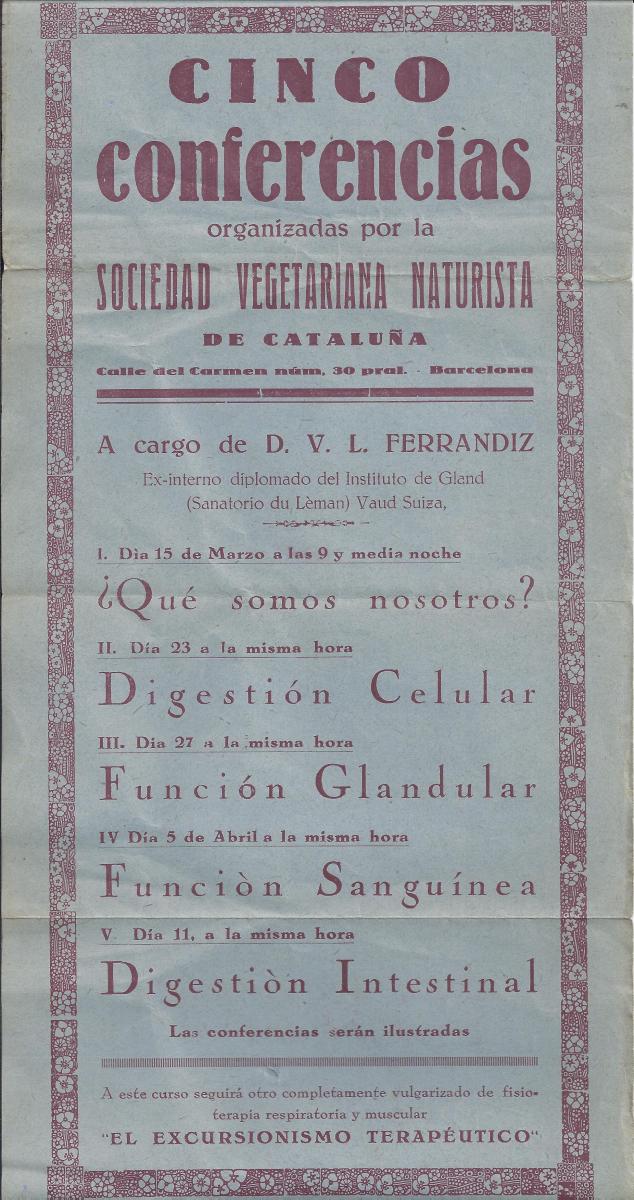 CINCO
conferencias
organizadas por la
SOCIEDAD VEGETARIANA NATURISTA
DE CATALUÑA
Calle del Carmen núm, 30 pral. - Barcelona
A cargo de D. V. L. FERRANDIZ
Ex-interno diplomado del Instituto de Gland
(Sanatorio du Lèman) Vaud Suiza,
I. Dia 15 de Marzo a las 9 y media noche
¿Qué somos nosotros?
II. Día 23 a la misma hora
Digestión Celular
III. Dia 27 a la misma hora
Función Glandular
IV Día 5 de Abril a la misma hora
Funciòn Sanguínea
V. Día 11, a la misma hora
Digestiòn Intestinal
Las conferencias serán ilustradas
A este curso seguirá otro completamente vulgarizado de fisio-
terapia respiratoria y muscular
"EL EXCURSIONISMO TERAPÉUTICO"